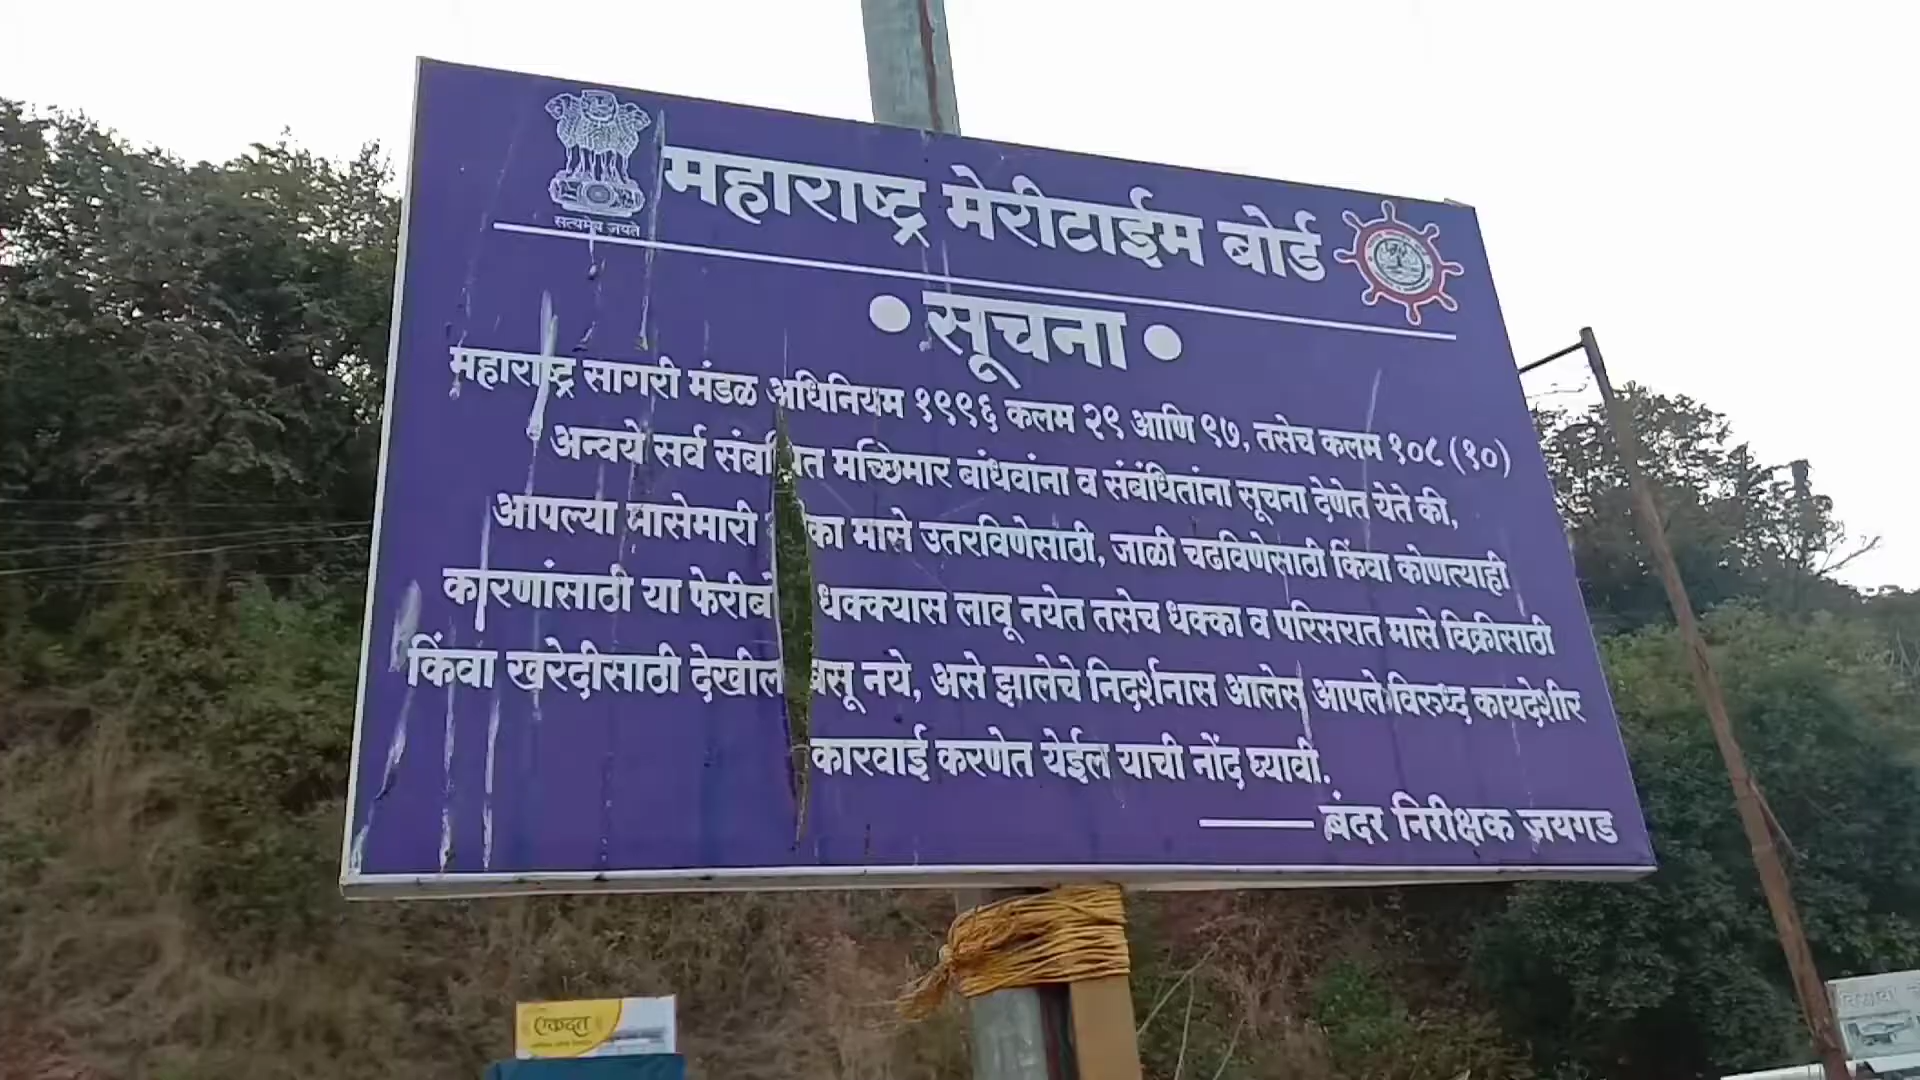 महाराष्ट्र मेरीटाईम बोर्ड
सत्यमेव जयते
• सूचना •
महाराष्ट्र सागरी मंडळ अधिनियम १९९६ कलम २९ आणि ९७, तसेच कलम १०८ (१०)
अन्वये सर्व संबंधित मच्छिमार बांधवांना व संबंधितांना सूचना देणेत येते की,
आपल्या मासेमारी मासे उतरविणेसाठी, जाळी चढविणेसाठी किंवा कोणत्याही
कारणांसाठी या धक्क्यास लावू नयेत तसेच धक्का व परिसरात मासे विक्रीसाठी
किंवा खरेदीसाठी देखील बसू नये, असे झालेचे निदर्शनास आलेस आपले विरुध्द कायदेशीर
कारवाई करणेत येईल याची नोंद घ्यावी.
बंदर निरीक्षक जयगड
एकदंत